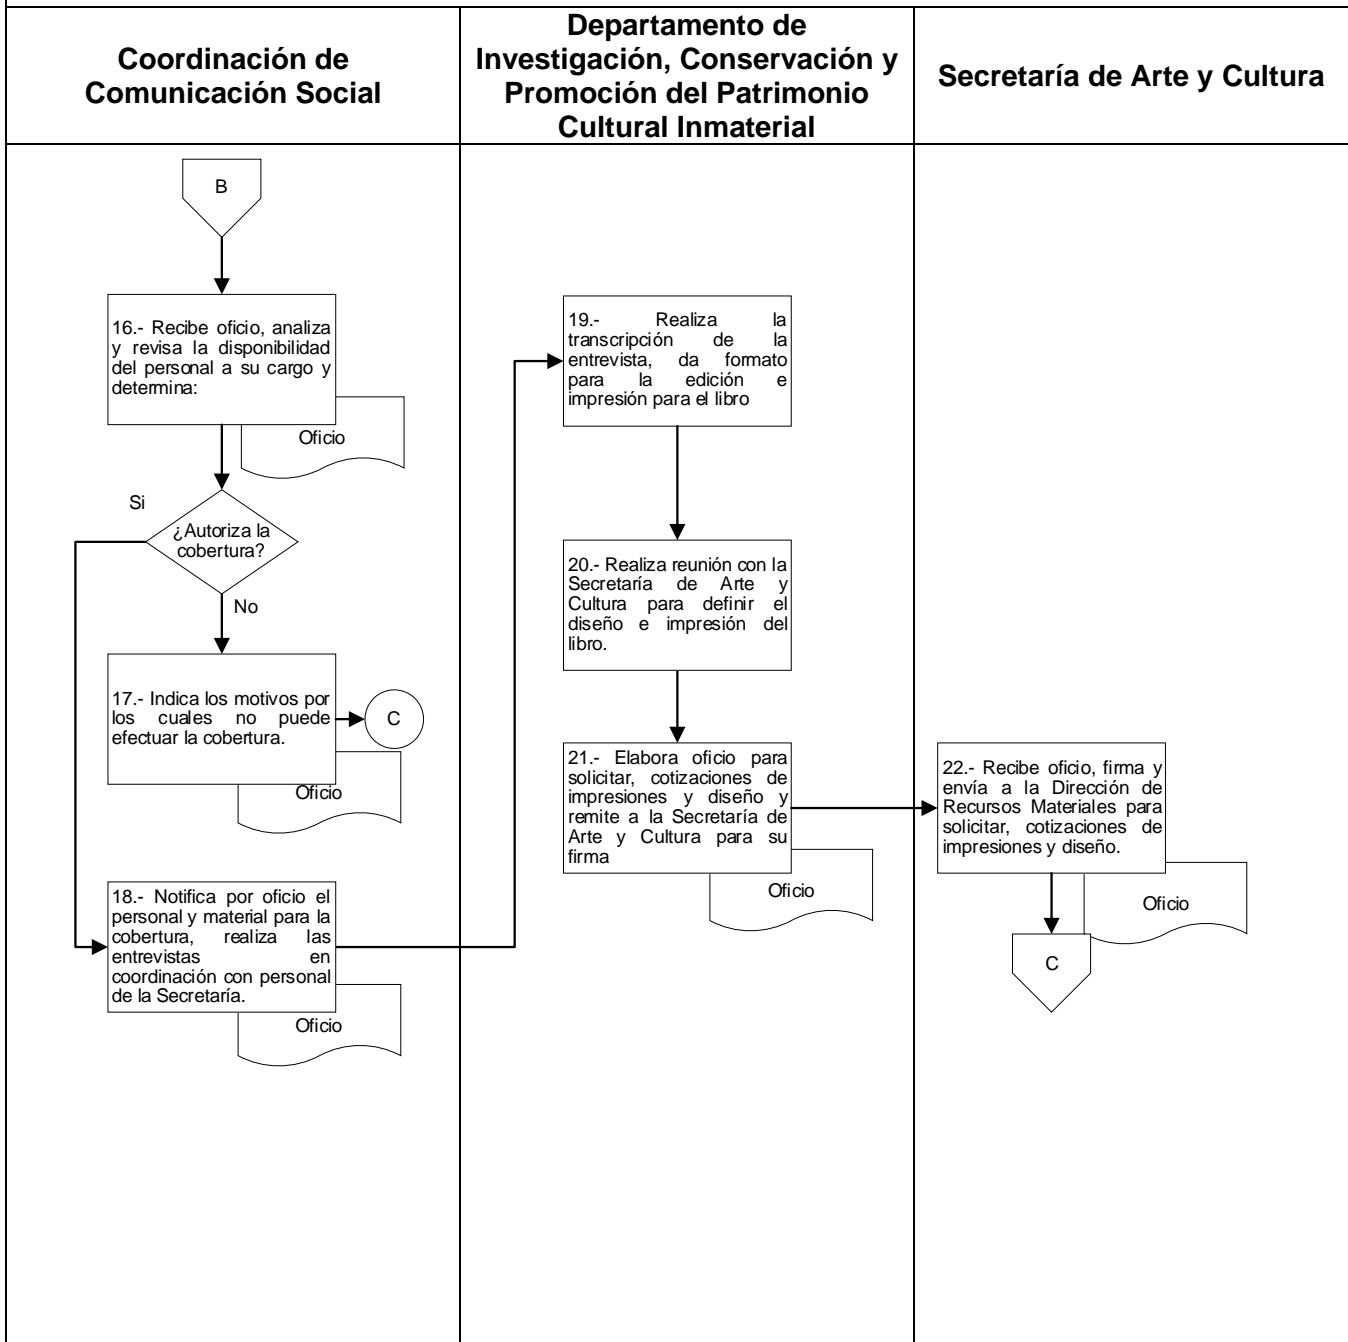 Coordinación de
Comunicación Social
Departamento de
Investigación, Conservación y
Promoción del Patrimonio
Cultural Inmaterial
Secretaría de Arte y Cultura
B
16.- Recibe oficio, analiza
y revisa la disponibilidad
del personal a su cargo y
determina:
Oficio
Si
¿Autoriza la
cobertura?
No
17.- Indica los motivos por
los cuales no puede
efectuar la cobertura.
C
Oficio
18.- Notifica por oficio el
personal y material para la
cobertura, realiza las
entrevistas en
coordinación con personal
de la Secretaría.
Oficio
19.- Realiza la
transcripción de la
entrevista, da formato
para la edición e
impresión para el libro
20.- Realiza reunión con la
Secretaría de Arte y
Cultura para definir el
diseño e impresión del
libro.
21.- Elabora oficio para
solicitar, cotizaciones de
impresiones y diseño y
remite a la Secretaría de
Arte y Cultura para su
firma
Oficio
22.- Recibe oficio, firma y
envía a la Dirección de
Recursos Materiales para
solicitar, cotizaciones de
impresiones y diseño.
Oficio
C